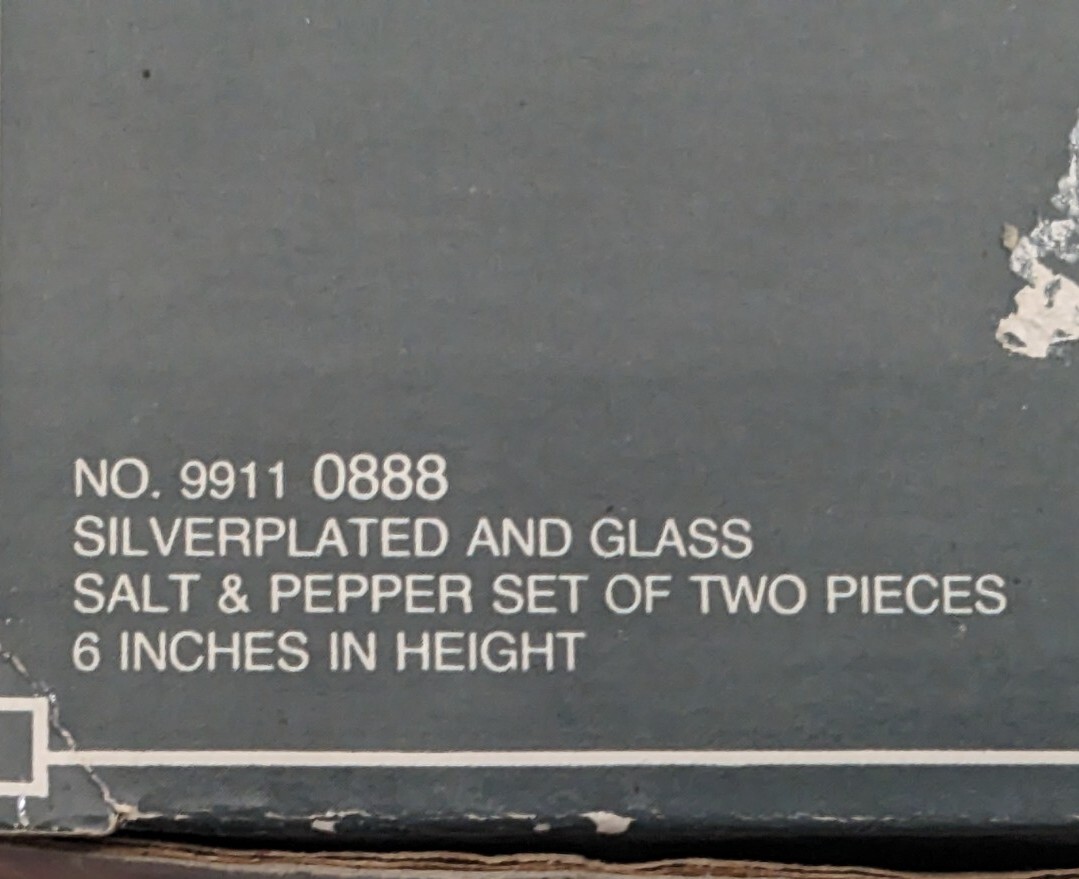 NO. 9911 0888
SILVERPLATED AND GLASS
SALT & PEPPER SET OF TWO PIECES
6 INCHES IN HEIGHT